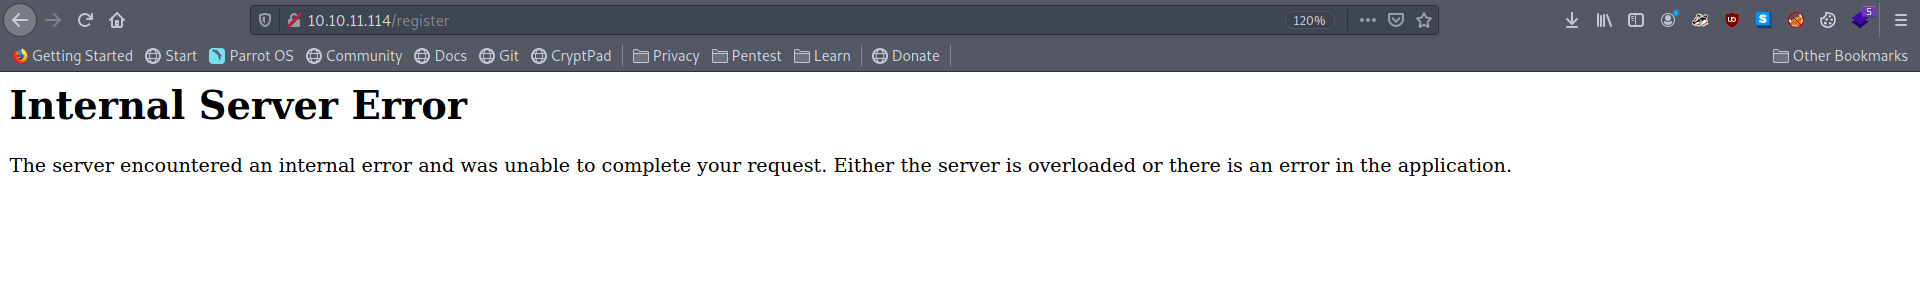 10.10.11.114/register
120%
5
Getting Started Start Parrot OS Community Docs Git CryptPad Privacy Pentest Learn Donate Other Bookmarks
Internal Server Error
The server encountered an internal error and was unable to complete your request. Either the server is overloaded or there is an error in the application.